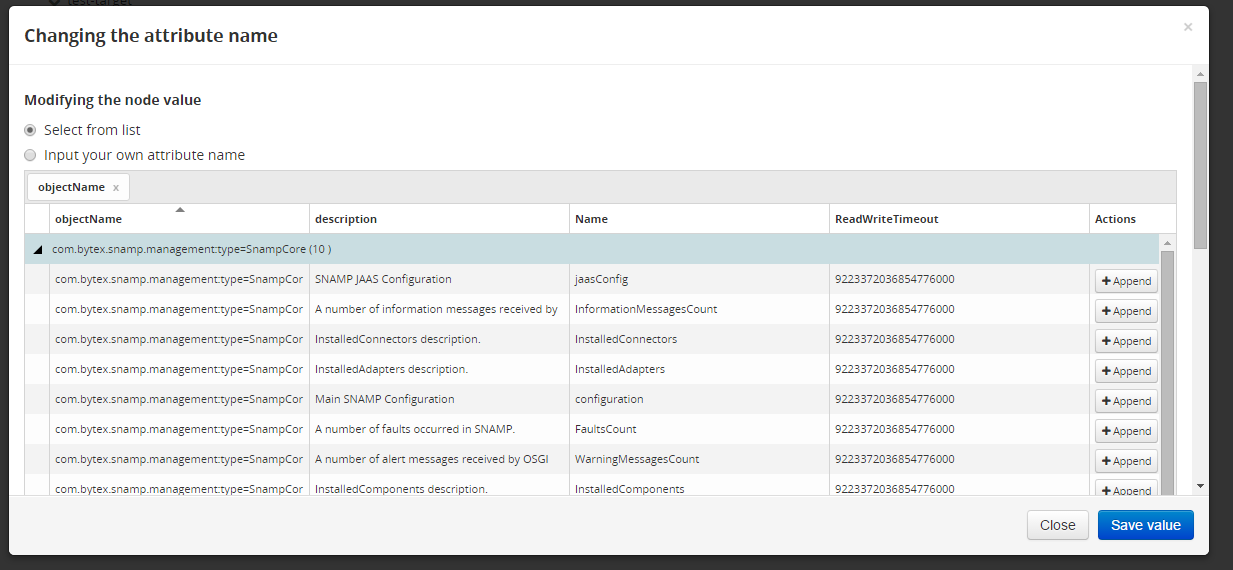 test-target
Changing the attribute name
×
Modifying the node value
Select from list
Input your own attribute name
objectName x
objectName description Name ReadWriteTimeout Actions
com.bytex.snamp.management:type=SnampCore (10 )
com.bytex.snamp.management:type=SnampCor SNAMP JAAS Configuration jaasConfig 9223372036854776000 Append
com.bytex.snamp.management:type=SnampCor A number of information messages received by InformationMessagesCount 9223372036854776000 Append
com.bytex.snamp.management:type=SnampCor InstalledConnectors description. InstalledConnectors 9223372036854776000 Append
com.bytex.snamp.management:type=SnampCor InstalledAdapters description. InstalledAdapters 9223372036854776000 Append
com.bytex.snamp.management:type=SnampCor Main SNAMP Configuration configuration 9223372036854776000 Append
com.bytex.snamp.management:type=SnampCor A number of faults occurred in SNAMP. FaultsCount 9223372036854776000 Append
com.bytex.snamp.management:type=SnampCor A number of alert messages received by OSGI WarningMessagesCount 9223372036854776000 Append
com.bytex.snamp.management:type=SnampCor InstalledComponents description. InstalledComponents 9223372036854776000 Append
Close Save value